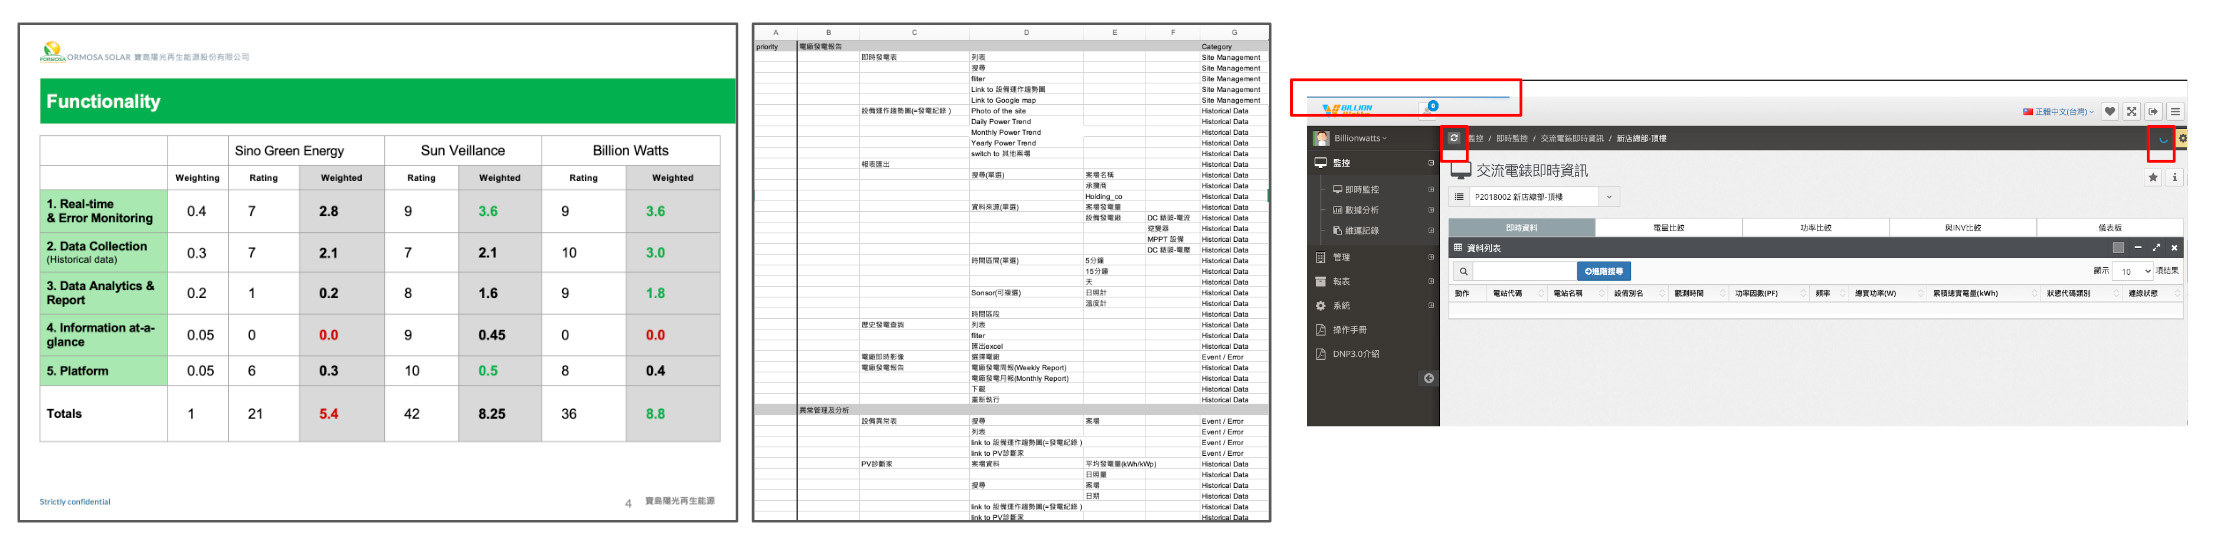 FORMOSA ORMOSA SOLAR 寶島陽光再生能源股份有限公司
Functionality
Sino Green Energy Sun Veillance Billion Watts
Weighting Rating Weighted Rating Weighted Rating Weighted
1. Real-time & Error Monitoring 0.4 7 2.8 9 3.6 9 3.6
2. Data Collection (Historical data) 0.3 7 2.1 7 2.1 10 3.0
3. Data Analytics & Report 0.2 1 0.2 8 1.6 9 1.8
4. Information at-a-glance 0.05 0 0.0 9 0.45 0 0.0
5. Platform 0.05 6 0.3 10 0.5 8 0.4
Totals 1 21 5.4 42 8.25 36 8.8
Strictly confidential 4 寶島陽光再生能源
A B C D E F G
priority 電廠發電報告 Category
即時發電表 列表 Site Management
搜尋 Site Management
filter Site Management
Link to 設備運作趨勢圖 Site Management
Link to Google map Site Management
設備運作趨勢圖(=發電紀錄) Photo of the site Historical Data
Daily Power Trend Historical Data
Monthly Power Trend Historical Data
Yearly Power Trend Historical Data
switch to 其他案場 Historical Data
報表匯出 Historical Data
搜尋(單選) 案場名稱 Historical Data
承攬商 Historical Data
Holding_co Historical Data
資料來源(單選) 案場發電量 Historical Data
設備發電廠 DC 錶頭-電流 Historical Data
逆變器 Historical Data
MPPT 設備 Historical Data
DC 錶頭-電壓 Historical Data
時間區間(單選) 5分鐘 Historical Data
15分鐘 Historical Data
天 Historical Data
Sonsor(可複選) 日照計 Historical Data
溫度計 Historical Data
時間區段 Historical Data
歷史發電查詢 列表 Historical Data
filter Historical Data
匯出excel Historical Data
電廠即時影像 選擇電廠 Event / Error
電廠發電報告 電廠發電周報(Weekly Report) Historical Data
電廠發電月報(Monthly Report) Historical Data
下載 Historical Data
重新執行 Historical Data
異常管理及分析
設備異常表 搜尋 案場 Event / Error
列表 Event / Error
link to 設備運作趨勢圖(=發電紀錄) Event / Error
link to PV診斷家 Event / Error
PV診斷家 案場資料 平均發電量(kWh/kWp) Historical Data
日照量 Historical Data
搜尋 案場 Historical Data
日期 Historical Data
link to 設備運作趨勢圖(=發電紀錄) Historical Data
link to PV診斷家 Historical Data
BILLION 0 正體中文(台灣)
Billionwatts 監控 / 即時監控 / 交流電錶即時資訊 / 新店總部-頂樓
監控
即時監控
數據分析
維運記錄
管理
報表
系統
操作手冊
DNP3.0介紹
交流電錶即時資訊
P2018002 新店總部-頂樓
即時資料 電量比較 功率比較 與INV比較 儀表板
資料列表
進階搜尋 顯示 10 項結果
動作 電站代碼 電站名稱 設備別名 觀測時間 功率因數(PF) 頻率 總實功率(W) 累積總實電量(kWh) 狀態代碼類別 連線狀態